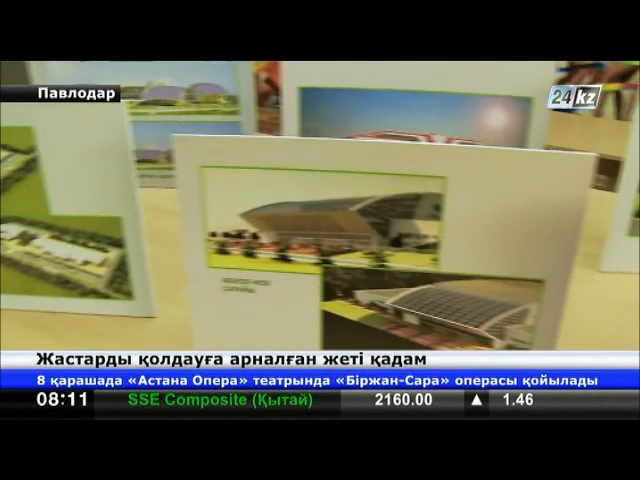 Павлодар
24kz
Жастарды қолдауға арналған жеті қадам
8 қарашада «Астана Опера» театрында «Біржан-Сара» операсы қойылады
08:11 SSE Composite (Қытай) 2160.00 ▲ 1.46